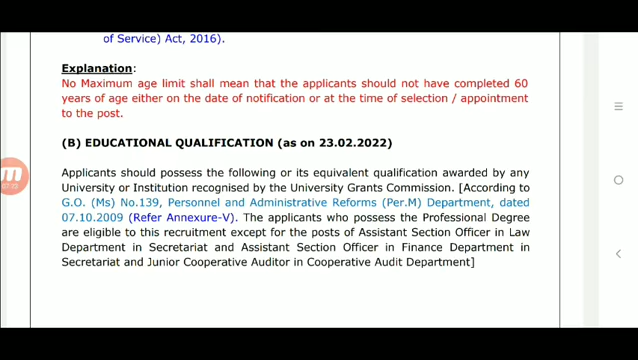 of Service) Act, 2016).
Explanation:
No Maximum age limit shall mean that the applicants should not have completed 60
years of age either on the date of notification or at the time of selection / appointment
to the post.
(B) EDUCATIONAL QUALIFICATION (as on 23.02.2022)
Applicants should possess the following or its equivalent qualification awarded by any
University or Institution recognised by the University Grants Commission. [According to
G.O. (Ms) No.139, Personnel and Administrative Reforms (Per.M) Department, dated
07.10.2009 (Refer Annexure-V). The applicants who possess the Professional Degree
are eligible to this recruitment except for the posts of Assistant Section Officer in Law
Department in Secretariat and Assistant Section Officer in Finance Department in
Secretariat and Junior Cooperative Auditor in Cooperative Audit Department]